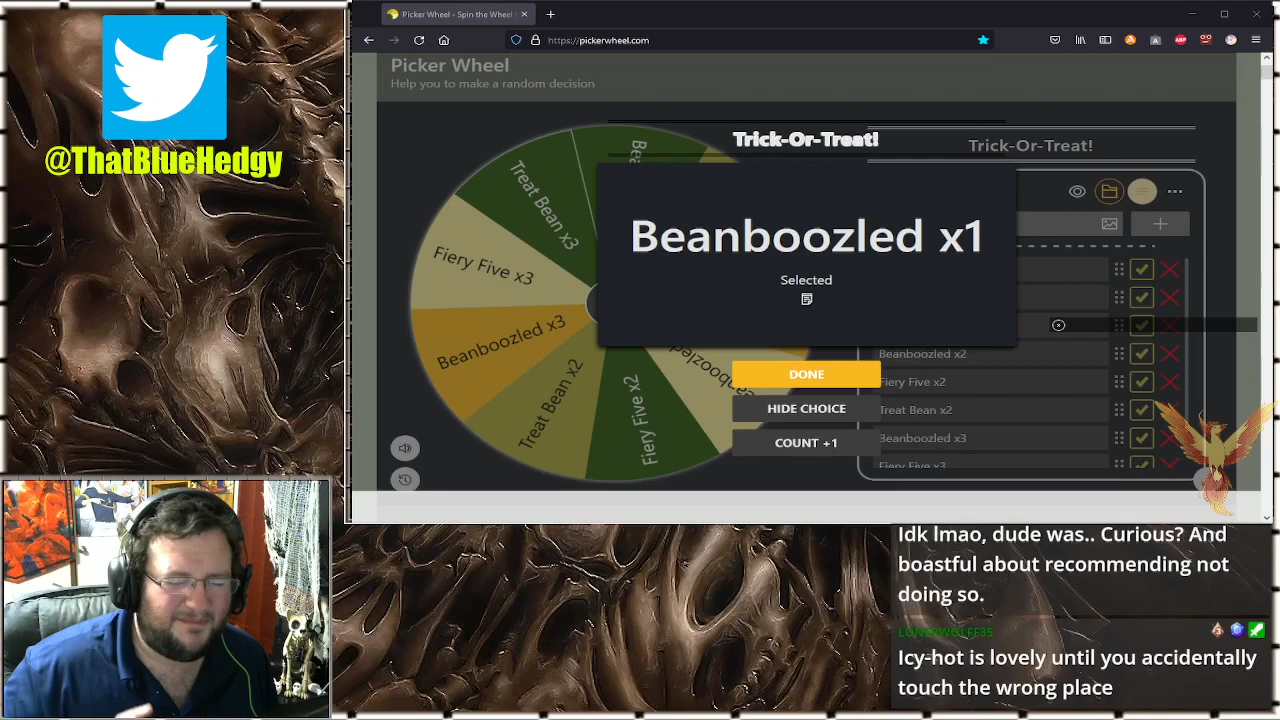 @ThatBlueHedgy
Picker Wheel - Spin the Wheel t
https://pickerwheel.com
Picker Wheel
Help you to make a random decision
Trick-Or-Treat!
Trick-Or-Treat!
Treat Bean x3
Fiery Five x3
Beanboozled x3
Treat Bean x2
Fiery Five x2
Beanboozled x1
Selected
DONE
HIDE CHOICE
COUNT +1
Beanboozled x2
Fiery Five x2
Treat Bean x2
Beanboozled x3
Fiery Five x3
Idk lmao, dude was.. Curious? And
boastful about recommending not
doing so.
LONERWOLFF35
Icy-hot is lovely until you accidentally
touch the wrong place